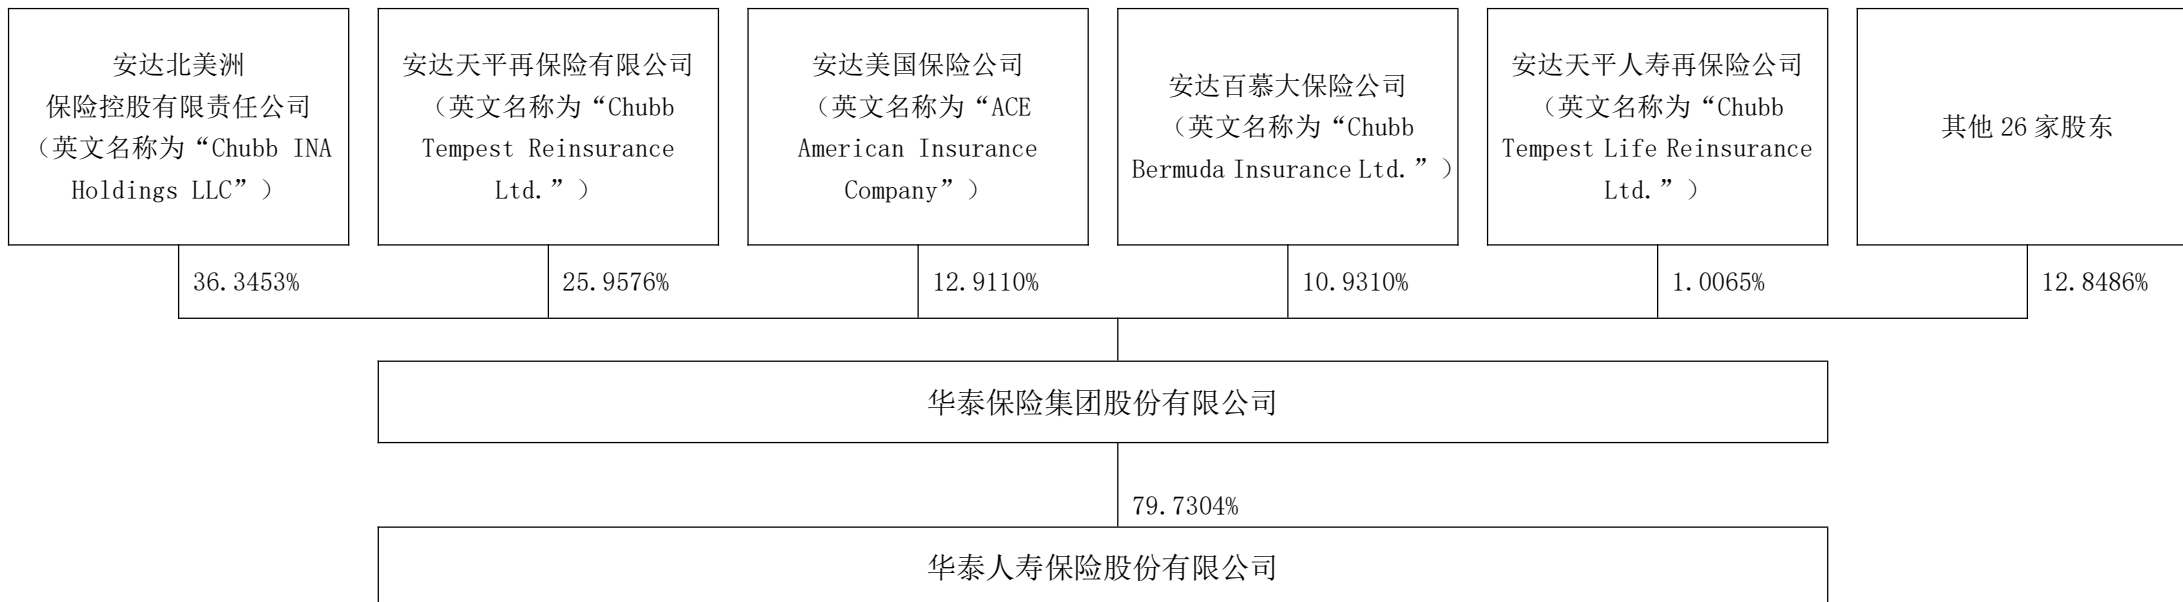 安达北美洲
保险控股有限责任公司
（英文名称为“Chubb INA
Holdings LLC”）
安达天平再保险有限公司
（英文名称为“Chubb
Tempest Reinsurance
Ltd.”）
安达美国保险公司
（英文名称为“ACE
American Insurance
Company”）
安达百慕大保险公司
（英文名称为“Chubb
Bermuda Insurance Ltd.”）
安达天平人寿再保险公司
（英文名称为“Chubb
Tempest Life Reinsurance
Ltd.”）
其他 26 家股东
36.3453%
25.9576%
12.9110%
10.9310%
1.0065%
12.8486%
华泰保险集团股份有限公司
79.7304%
华泰人寿保险股份有限公司